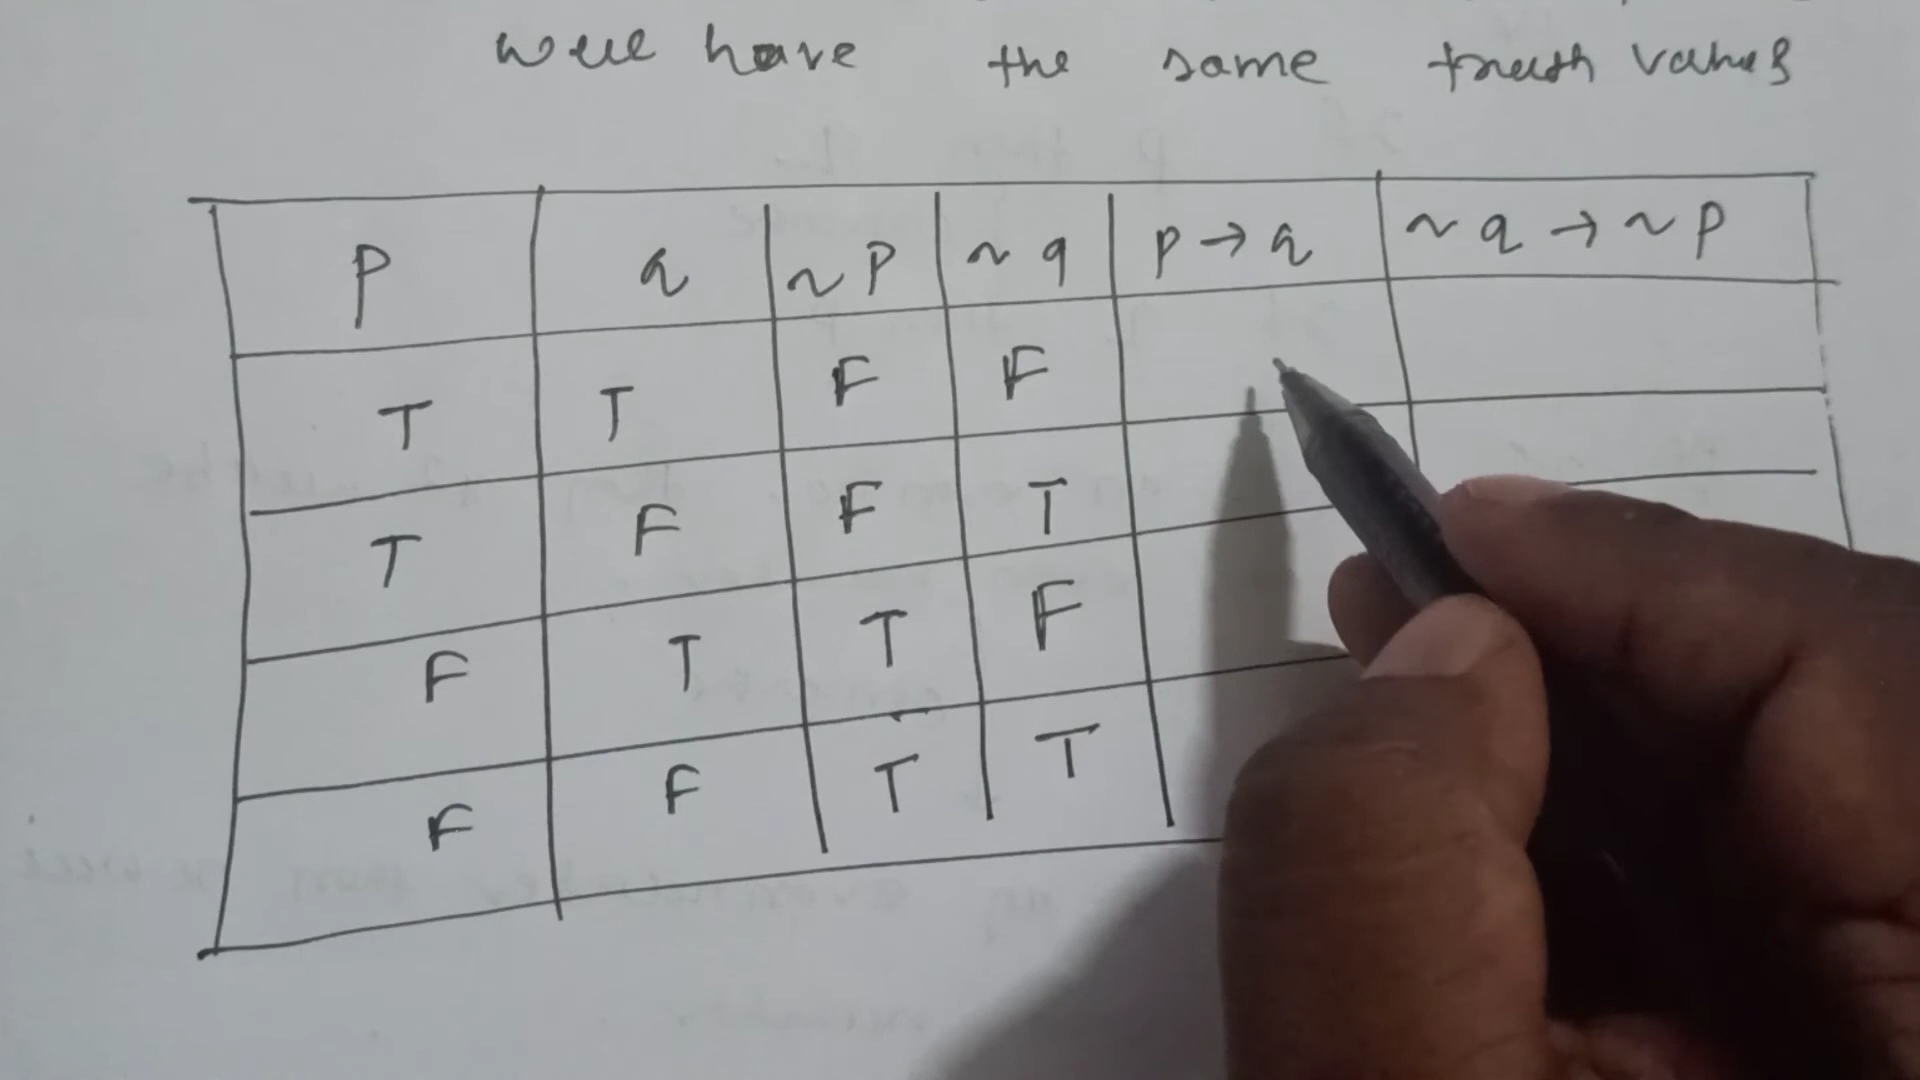 will have the same truth values
p q ~p ~q p → q ~q → ~p
T T F F
T F F T
F T T F
F F T T